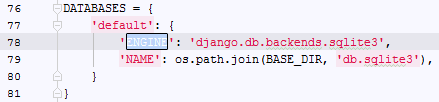 76 DATABASES = {
77 'default': {
78 'ENGINE': 'django.db.backends.sqlite3',
79 'NAME': os.path.join(BASE_DIR, 'db.sqlite3'),
80 }
81 }